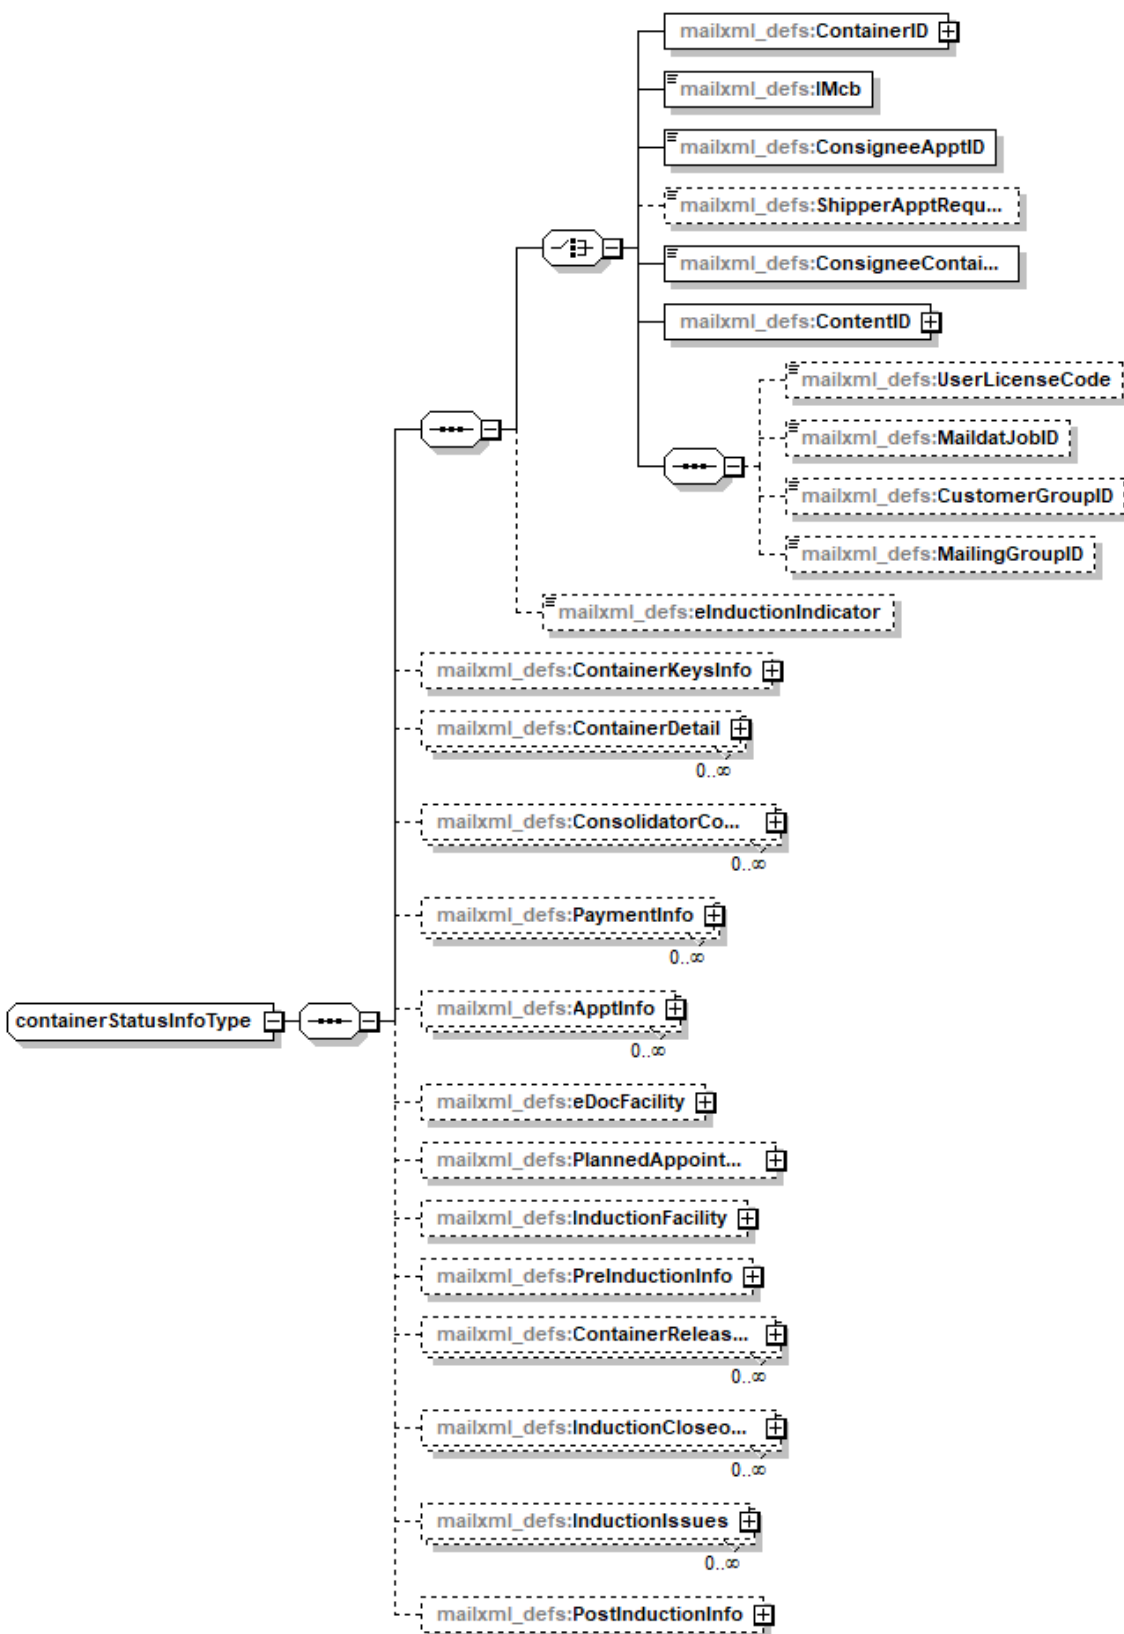 mailxml_defs:ContainerID
mailxml_defs:IMcb
mailxml_defs:ConsigneeApptID
mailxml_defs:ShipperApptRequ...
mailxml_defs:ConsigneeContai...
mailxml_defs:ContentID
mailxml_defs:UserLicenseCode
mailxml_defs:MaildatJobID
mailxml_defs:CustomerGroupID
mailxml_defs:MailingGroupID
mailxml_defs:eInductionIndicator
mailxml_defs:ContainerKeysInfo
mailxml_defs:ContainerDetail
0..∞
mailxml_defs:ConsolidatorCo...
0..∞
mailxml_defs:PaymentInfo
0..∞
mailxml_defs:ApptInfo
containerStatusInfoType
0..∞
mailxml_defs:eDocFacility
mailxml_defs:PlannedAppoint...
mailxml_defs:InductionFacility
mailxml_defs:PreInductionInfo
mailxml_defs:ContainerReleas...
0..∞
mailxml_defs:InductionCloseo...
0..∞
mailxml_defs:InductionIssues
0..∞
mailxml_defs:PostInductionInfo